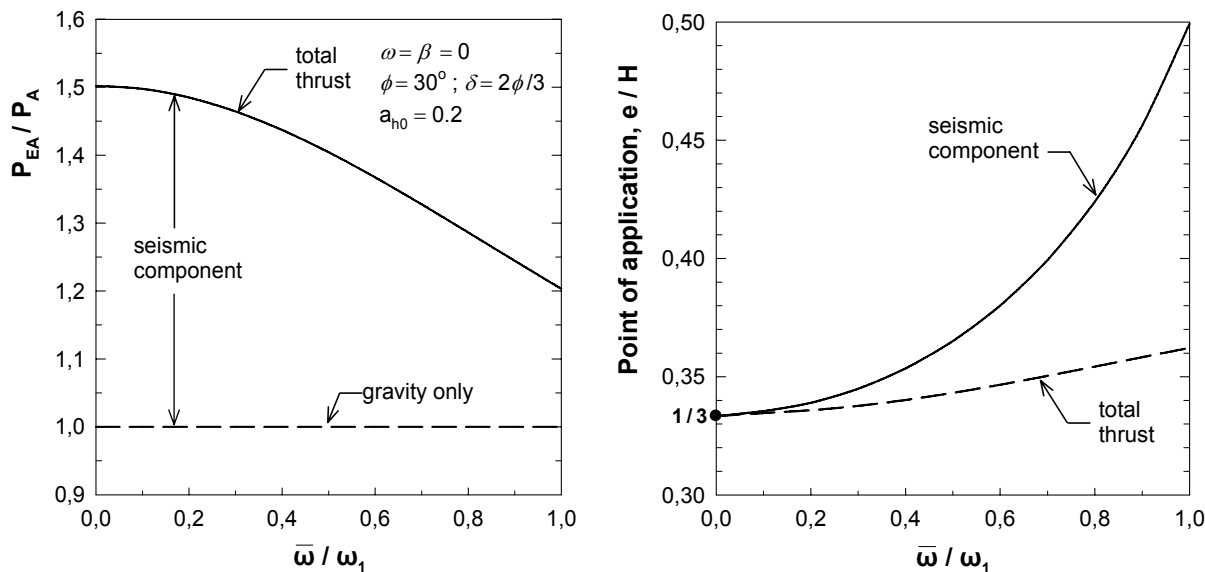 1,6
1,5
1,4
1,3
1,2
1,1
1,0
0,9
P_EA / P_A
total
thrust
ω = β = 0
ϕ = 30° ; δ = 2ϕ/3
a_h0 = 0.2
seismic
component
gravity only
0,0 0,2 0,4 0,6 0,8 1,0
ω̅ / ω₁
0,50
0,45
0,40
0,35
1/3
0,30
Point of application, e / H
seismic
component
total
thrust
0,0 0,2 0,4 0,6 0,8 1,0
ω̅ / ω₁